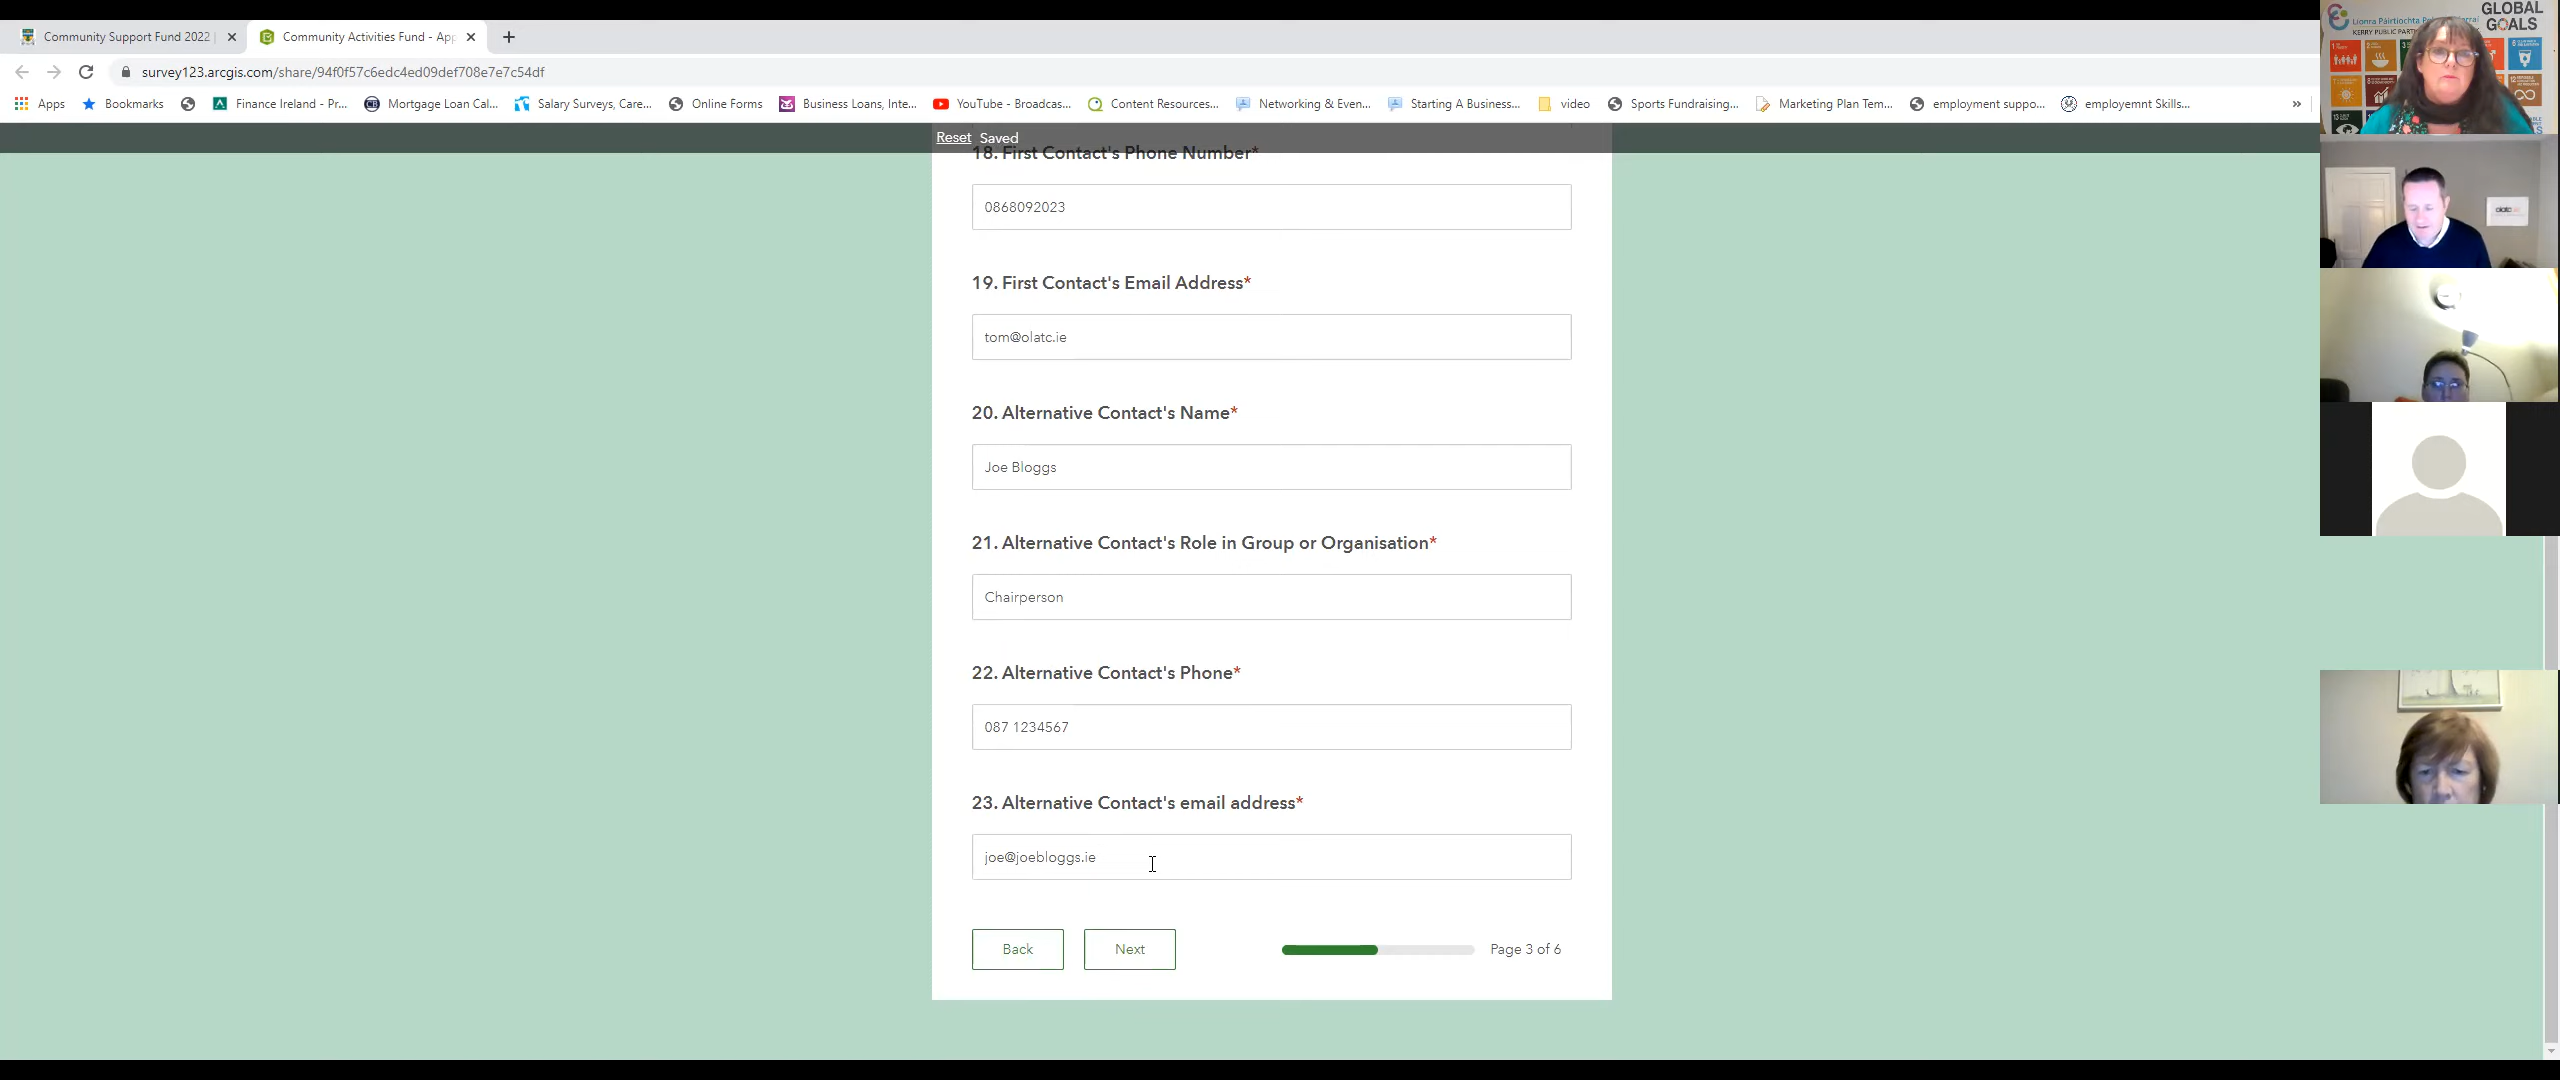 Community Support Fund 2022
Community Activities Fund - App
survey123.arcgis.com/share/94f0f57c6edc4ed09def708e7e7c54df
Apps Bookmarks Finance Ireland - Pr... Mortgage Loan Cal... Salary Surveys, Care... Online Forms Business Loans, Inte... YouTube - Broadcas... Content Resources... Networking & Even... Starting A Business... video Sports Fundraising... Marketing Plan Tem... employment suppo... employemnt Skills... »
Reset Saved
18. First Contact's Phone Number*
0868092023
19. First Contact's Email Address*
tom@olatc.ie
20. Alternative Contact's Name*
Joe Bloggs
21. Alternative Contact's Role in Group or Organisation*
Chairperson
22. Alternative Contact's Phone*
087 1234567
23. Alternative Contact's email address*
joe@joebloggs.ie
Back Next Page 3 of 6
GLOBAL
GOALS
Líonra Páirtíochta
KERRY PUBLIC
olatc